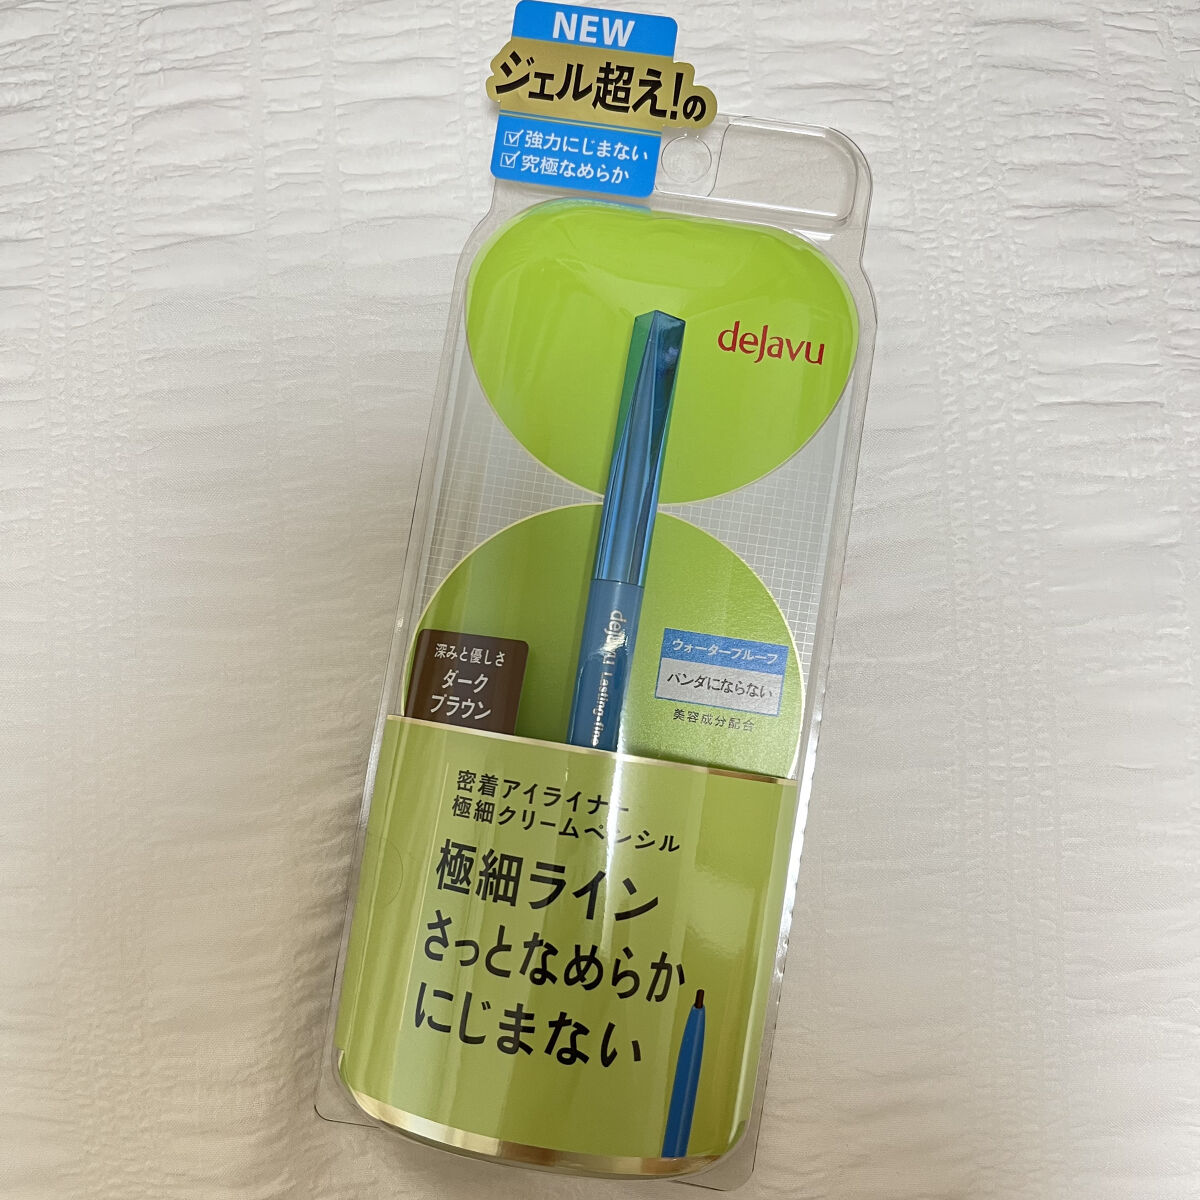 NEW
ジェル超え!の
強力にじまない
究極なめらか
deJavu
dejavu Lasting-fine
深みと優しさ
ダーク
ブラウン
ウォータープルーフ
パンダにならない
美容成分配合
密着アイライナー
極細クリームペンシル
極細ライン
さっとなめらか
にじまない